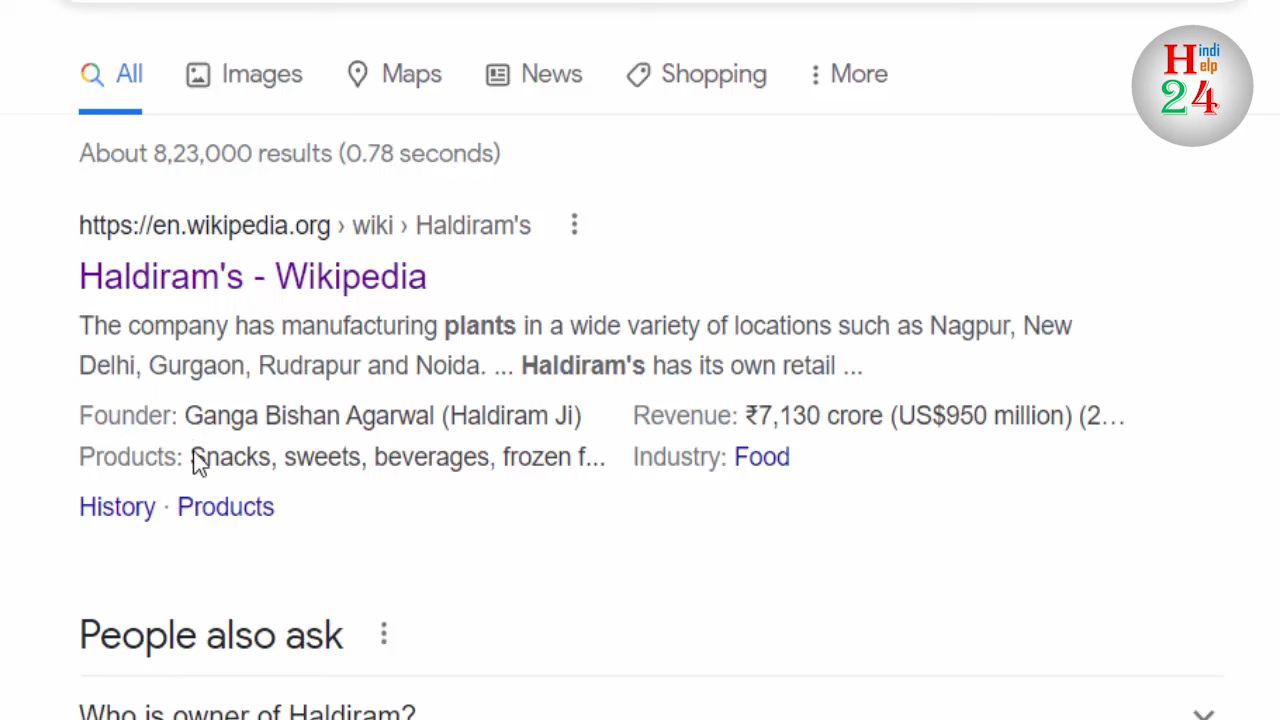 All Images Maps News Shopping More
Hindi
Help
24
About 8,23,000 results (0.78 seconds)
https://en.wikipedia.org › wiki › Haldiram's
Haldiram's - Wikipedia
The company has manufacturing plants in a wide variety of locations such as Nagpur, New
Delhi, Gurgaon, Rudrapur and Noida. ... Haldiram's has its own retail ...
Founder: Ganga Bishan Agarwal (Haldiram Ji) Revenue: ₹7,130 crore (US$950 million) (2...
Products: Snacks, sweets, beverages, frozen f... Industry: Food
History · Products
People also ask
Who is owner of Haldiram?